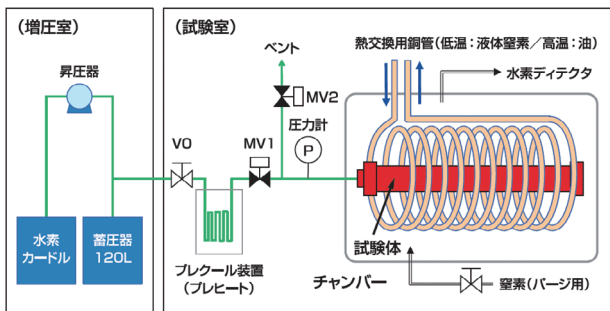 （増圧室）
昇圧器
水素
カードル
蓄圧器
120L
（試験室）
ベント
MV2
VO
MV1
圧力計
P
プレクール装置
（プレヒート）
熱交換用銅管（低温：液体窒素／高温：油）
水素ディテクタ
試験体
チャンバー
窒素（パージ用）